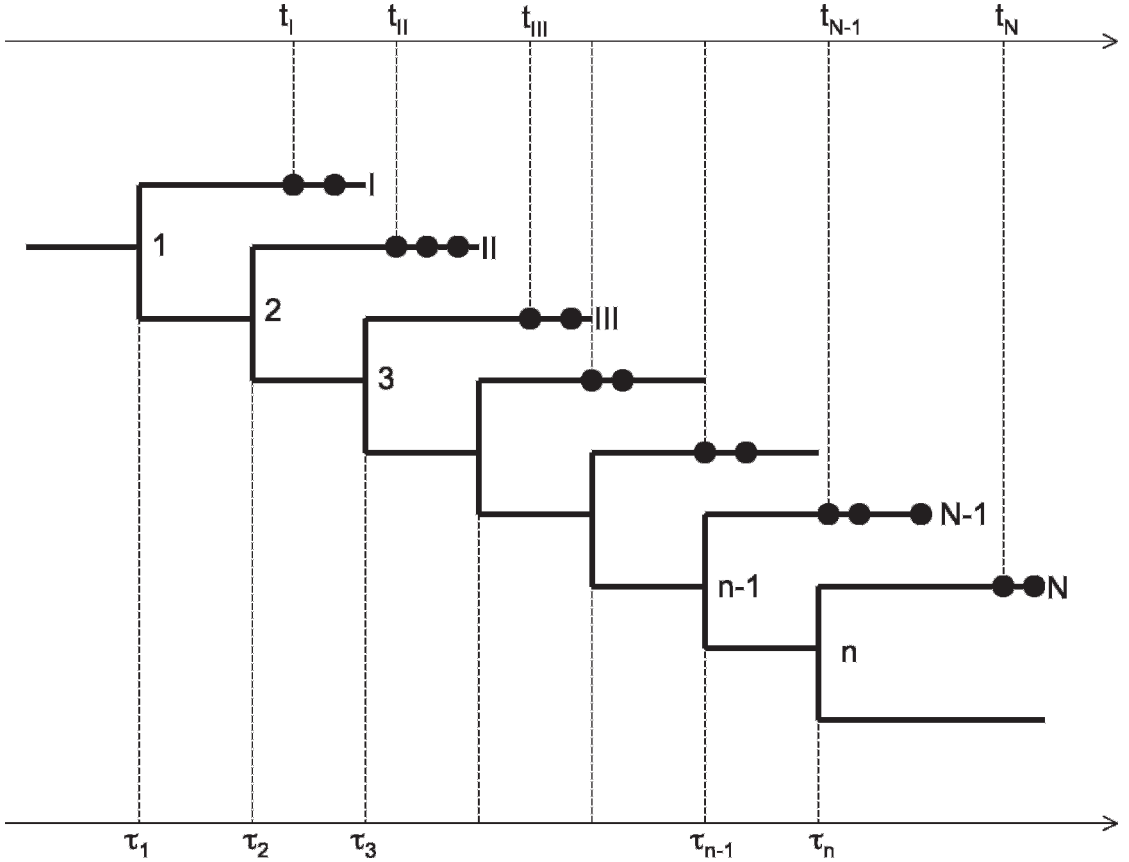 t_I t_II t_III t_N-1 t_N
I
1
II
2
III
3
N-1
n-1
N
n
τ_1 τ_2 τ_3 τ_n-1 τ_n